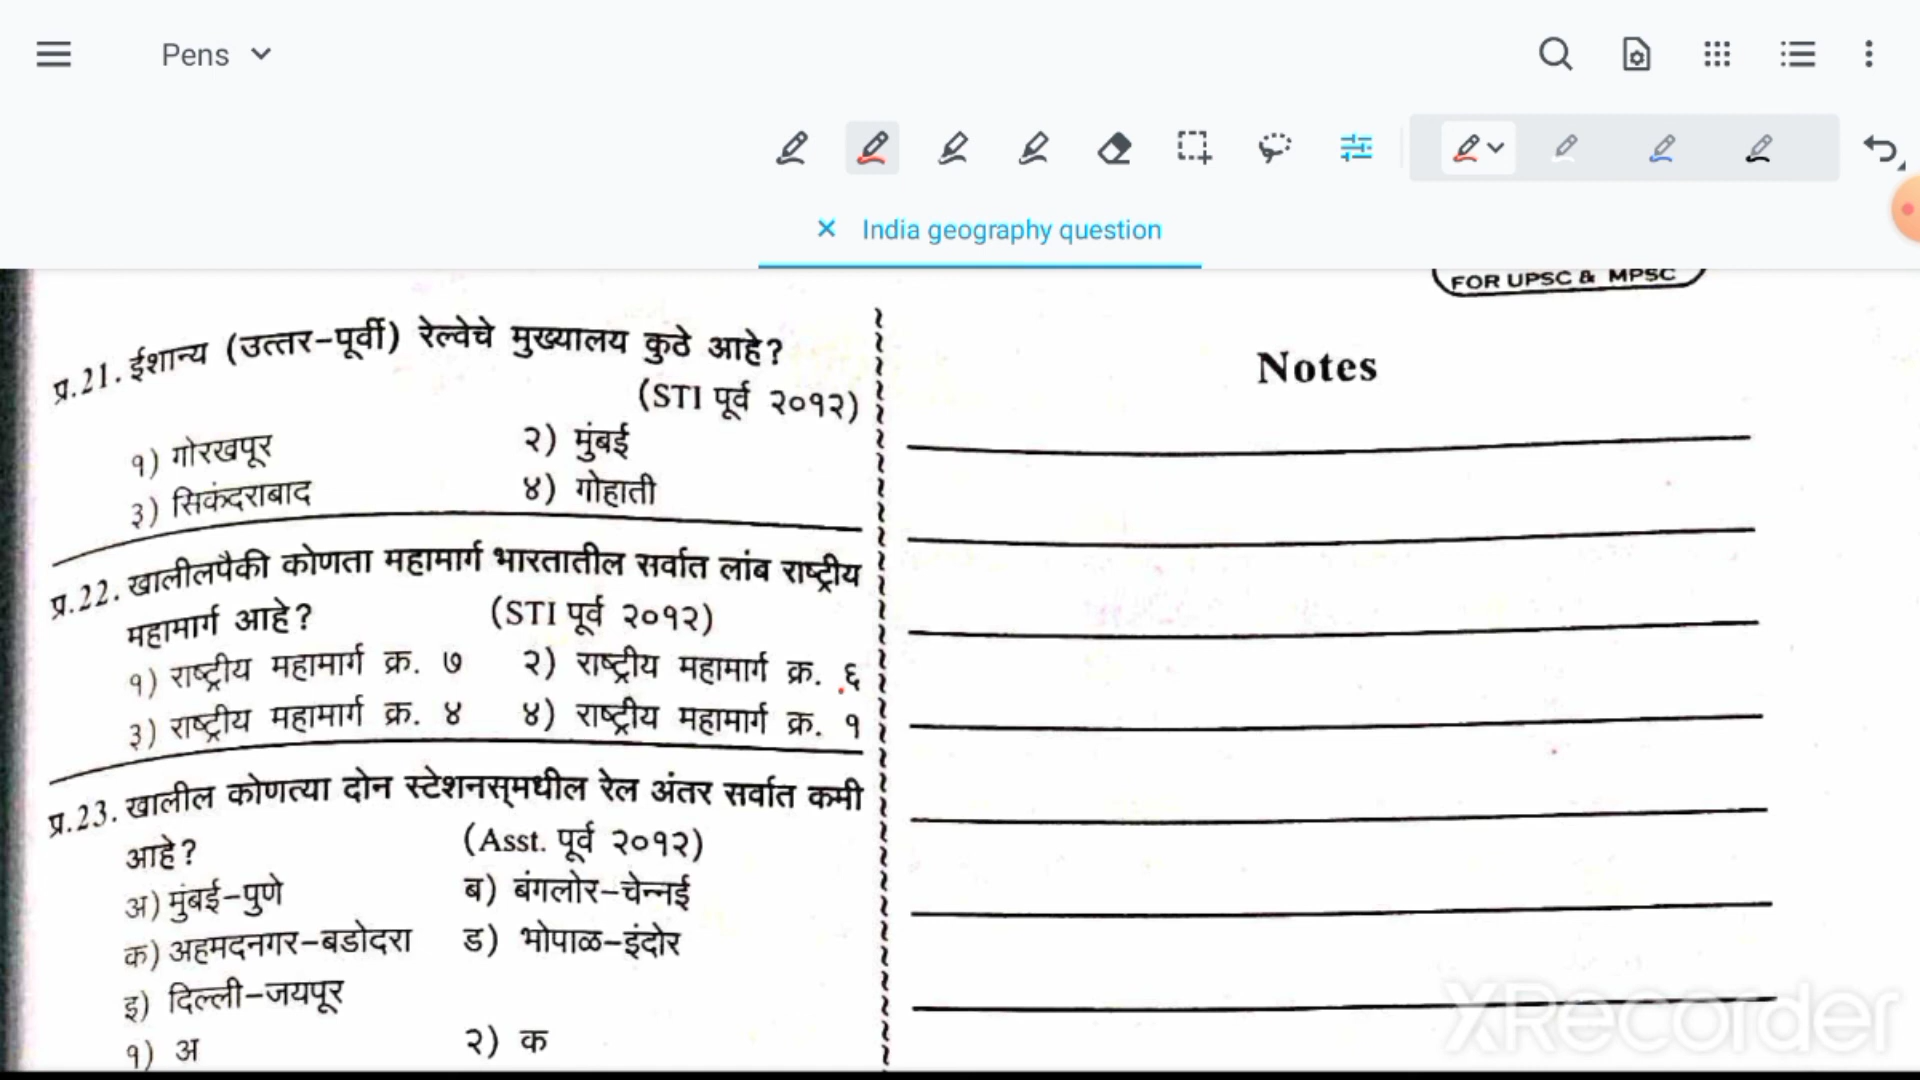 Pens
India geography question
FOR UPSC & MPSC
प्र.21. ईशान्य (उत्तर-पूर्वी) रेल्वेचे मुख्यालय कुठे आहे?
(STI पूर्व २०१२)
१) गोरखपूर २) मुंबई
३) सिकंदराबाद ४) गोहाती
प्र.22. खालीलपैकी कोणता महामार्ग भारतातील सर्वात लांब राष्ट्रीय
महामार्ग आहे? (STI पूर्व २०१२)
१) राष्ट्रीय महामार्ग क्र. ७ २) राष्ट्रीय महामार्ग क्र. ६
३) राष्ट्रीय महामार्ग क्र. ४ ४) राष्ट्रीय महामार्ग क्र. १
प्र.23. खालील कोणत्या दोन स्टेशनस्मधील रेल अंतर सर्वात कमी
आहे? (Asst. पूर्व २०१२)
अ) मुंबई-पुणे ब) बंगलोर-चेन्नई
क) अहमदनगर-बडोदरा ड) भोपाळ-इंदोर
इ) दिल्ली-जयपूर
१) अ २) क
Notes
XRecorder